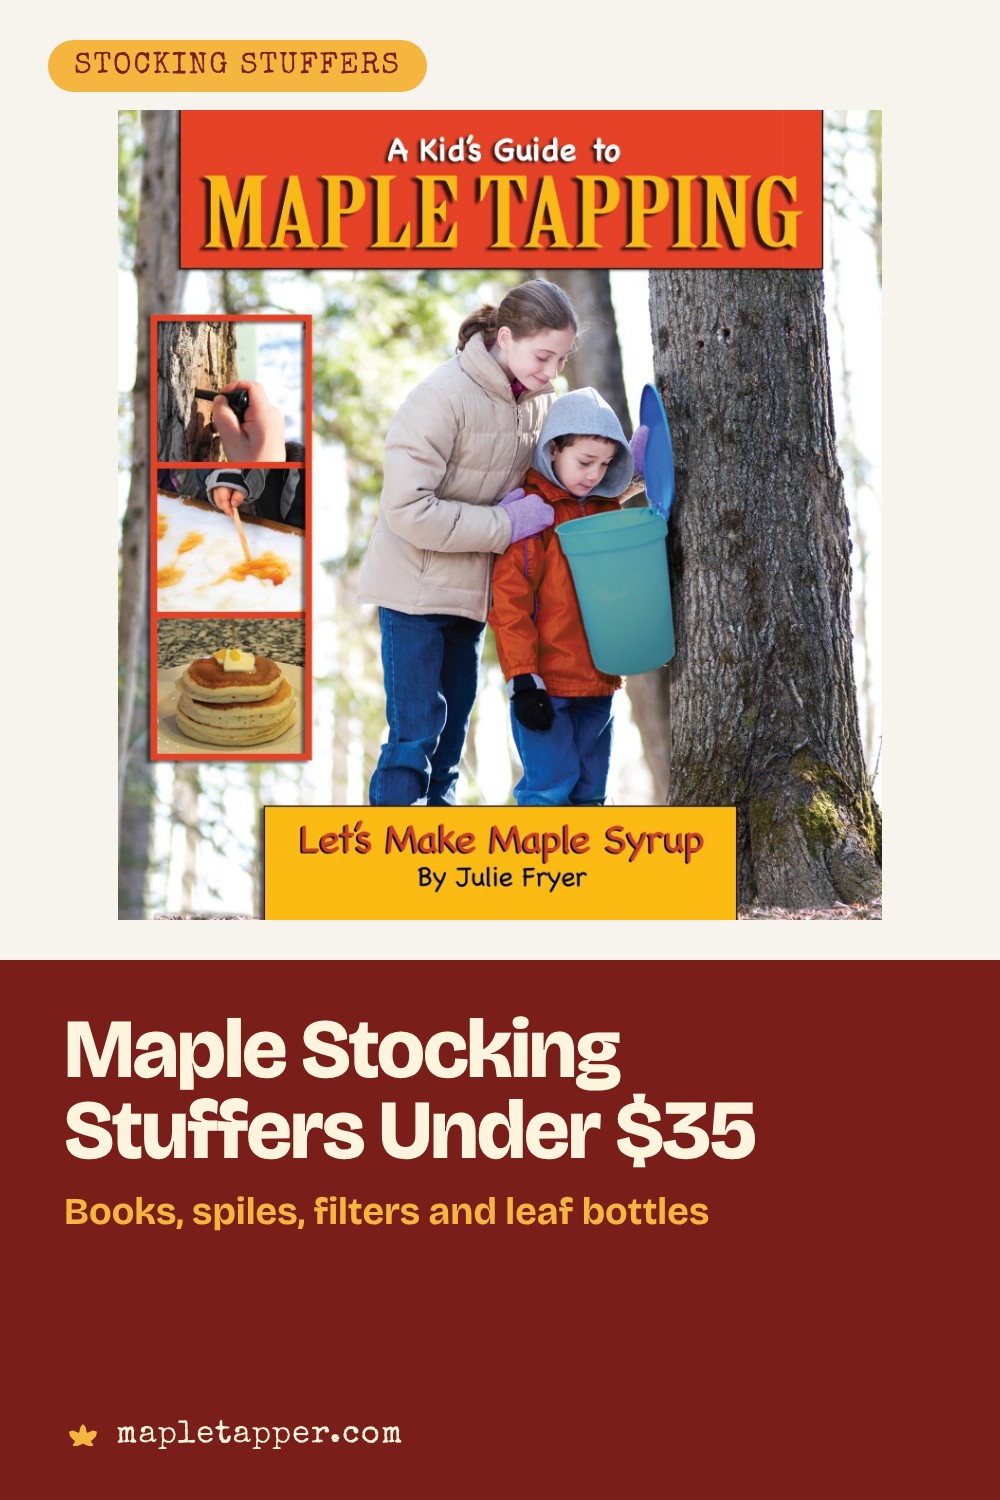 STOCKING STUFFERS
A Kid's Guide to
MAPLE TAPPING
Let's Make Maple Syrup
By Julie Fryer
Maple Stocking
Stuffers Under $35
Books, spiles, filters and leaf bottles
mapletapper.com